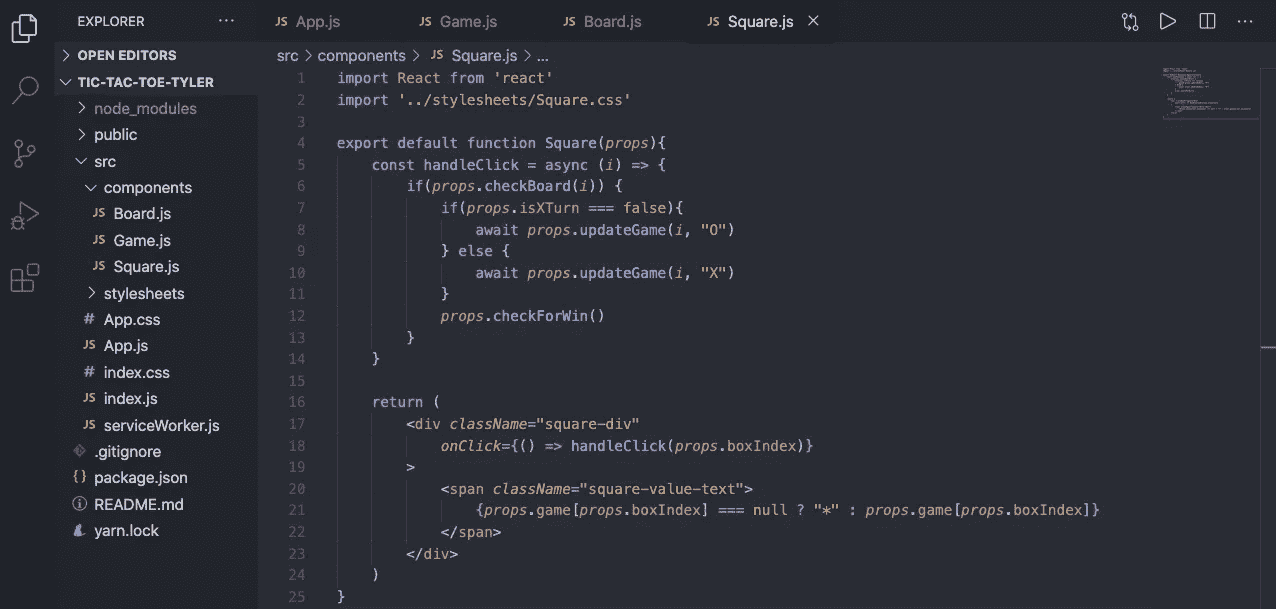 EXPLORER ...
JS App.js JS Game.js JS Board.js JS Square.js ×
> OPEN EDITORS
TIC-TAC-TOE-TYLER
> node_modules
> public
src
components
JS Board.js
JS Game.js
JS Square.js
> stylesheets
# App.css
JS App.js
# index.css
JS index.js
JS serviceWorker.js
.gitignore
{} package.json
README.md
yarn.lock
src > components > JS Square.js > ...
1 import React from 'react'
2 import '../stylesheets/Square.css'
3
4 export default function Square(props){
5     const handleClick = async (i) => {
6         if(props.checkBoard(i)) {
7             if(props.isXTurn === false){
8                 await props.updateGame(i, "O")
9             } else {
10                 await props.updateGame(i, "X")
11             }
12             props.checkForWin()
13         }
14     }
15
16     return (
17         <div className="square-div"
18             onClick={() => handleClick(props.boxIndex)}
19         >
20             <span className="square-value-text">
21                 {props.game[props.boxIndex] === null ? "*" : props.game[props.boxIndex]}
22             </span>
23         </div>
24     )
25 }